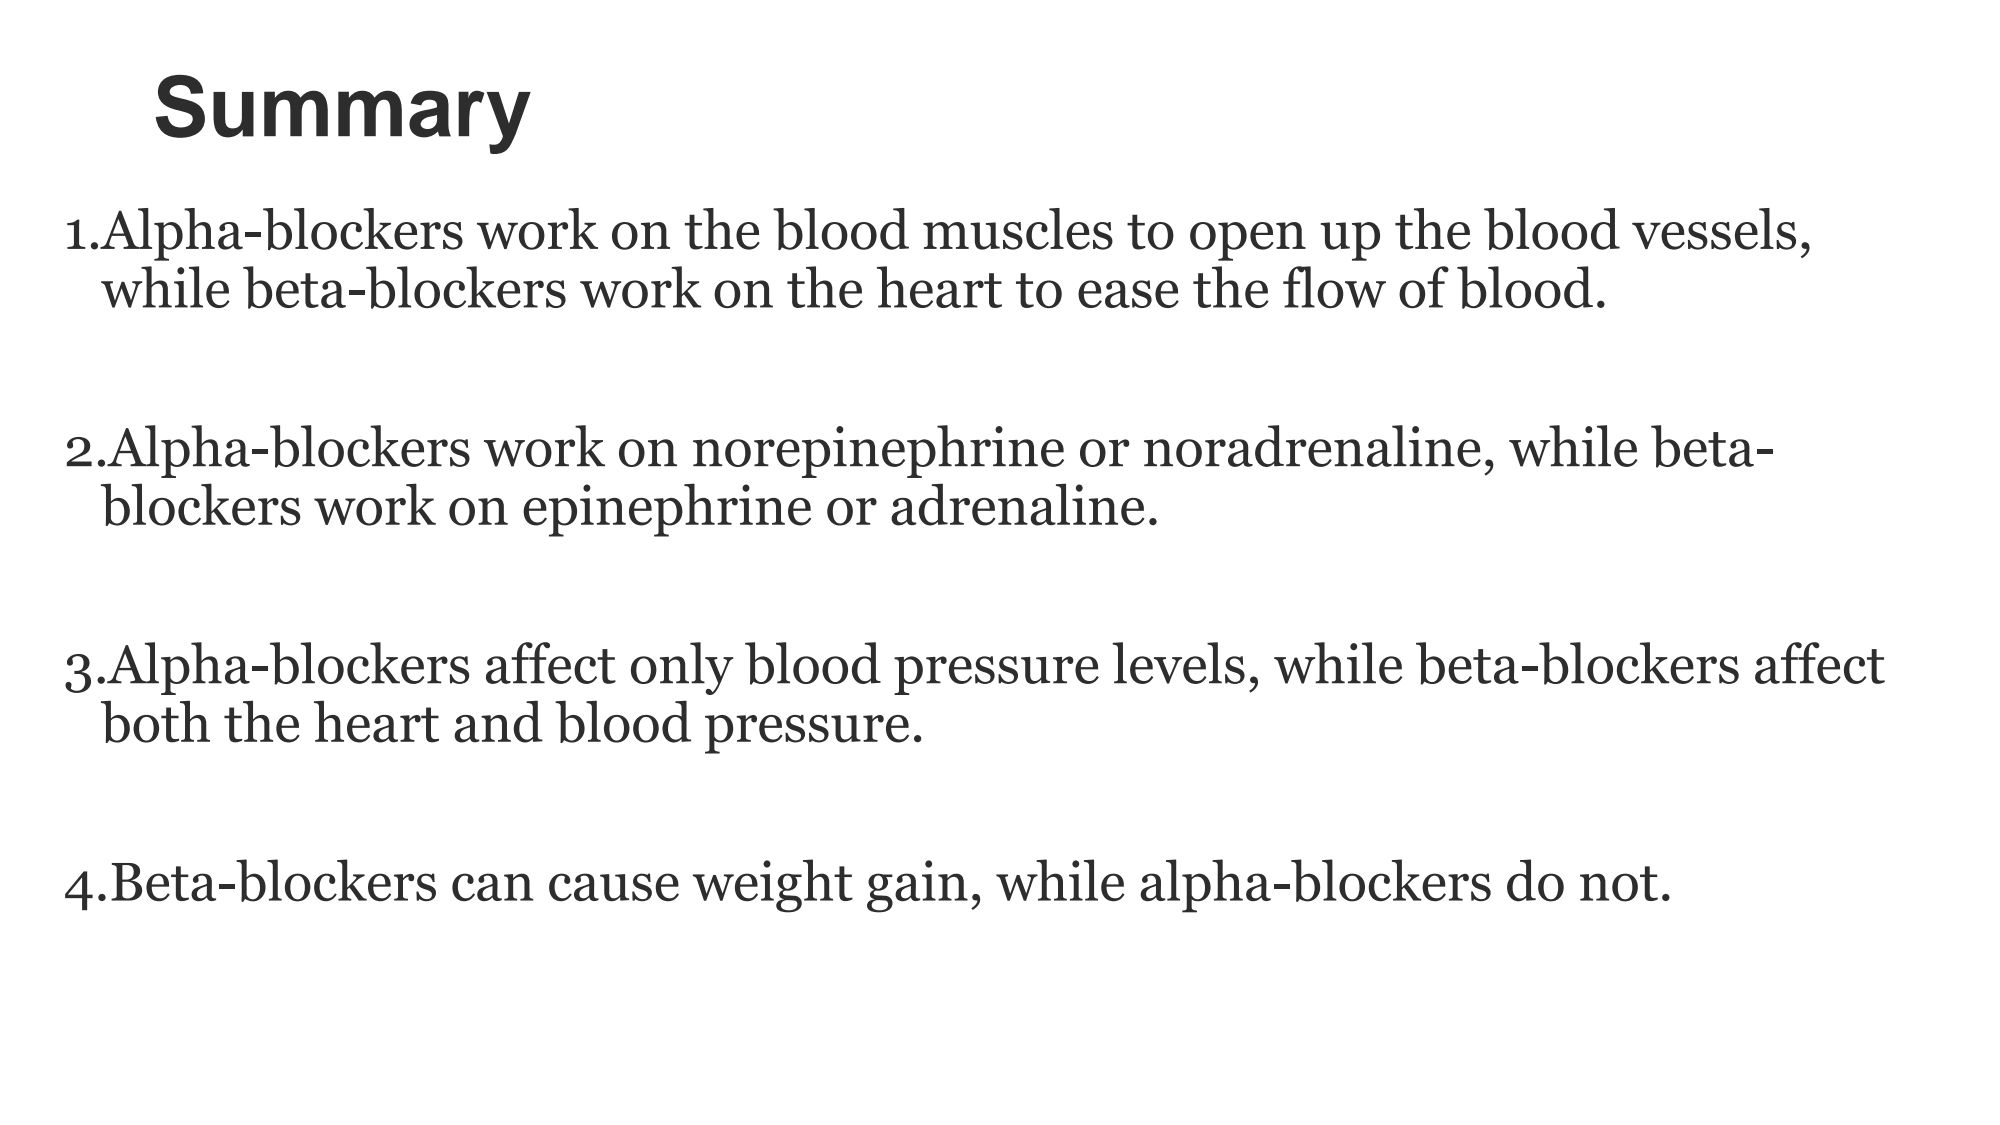 Summary
1.Alpha-blockers work on the blood muscles to open up the blood vessels,
while beta-blockers work on the heart to ease the flow of blood.
2.Alpha-blockers work on norepinephrine or noradrenaline, while beta-
blockers work on epinephrine or adrenaline.
3.Alpha-blockers affect only blood pressure levels, while beta-blockers affect
both the heart and blood pressure.
4.Beta-blockers can cause weight gain, while alpha-blockers do not.